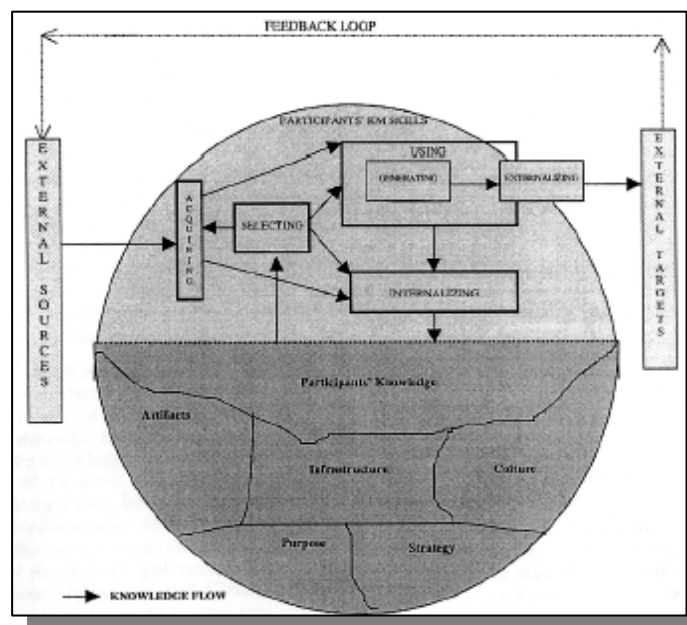 FEEDBACK LOOP
PARTICIPANTS' KM SKILLS
EXTERNAL SOURCES
ACQUIRING
SELECTING
USING
GENERATING
EXTERNALIZING
INTERNALIZING
EXTERNAL TARGETS
Participants' Knowledge
Artifacts
Infrastructure
Culture
Purpose
Strategy
KNOWLEDGE FLOW